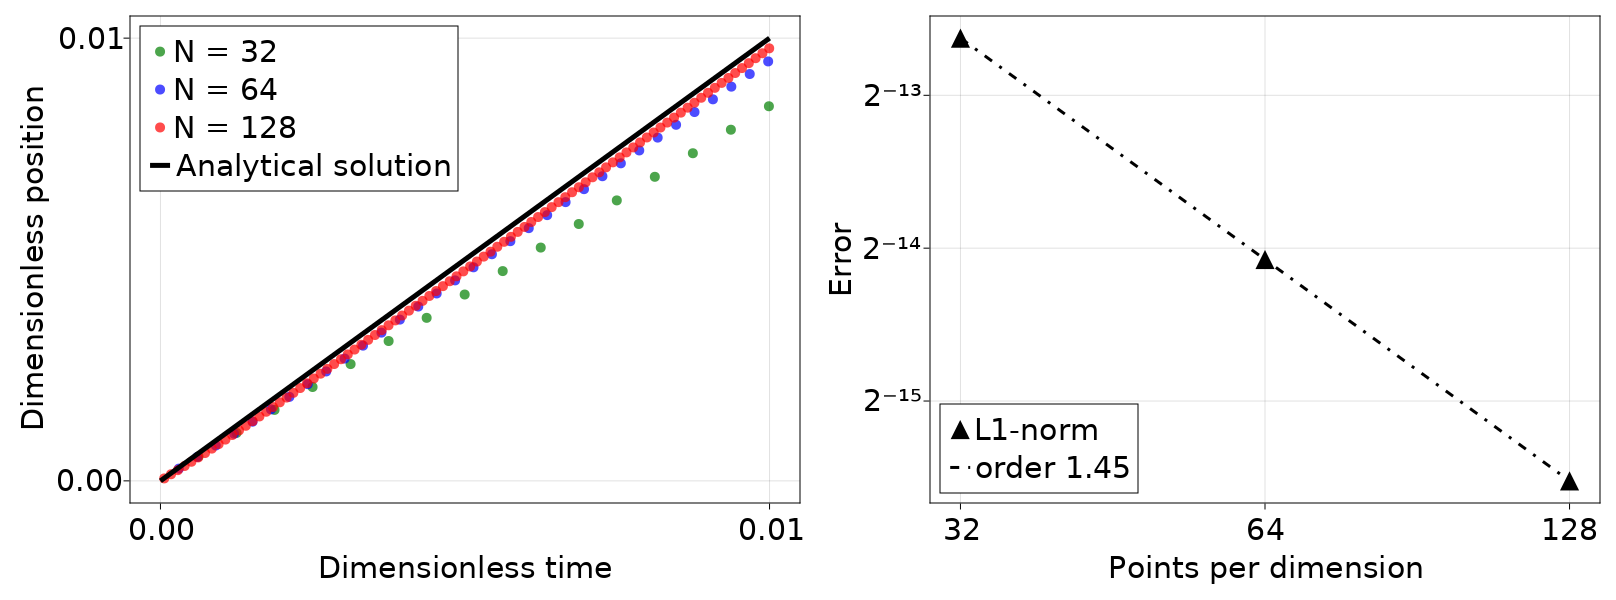 0.01
N = 32
N = 64
N = 128
Analytical solution
Dimensionless position
0.00
0.00
0.01
Dimensionless time
2⁻¹³
2⁻¹⁴
2⁻¹⁵
Error
L1-norm
order 1.45
32
64
128
Points per dimension